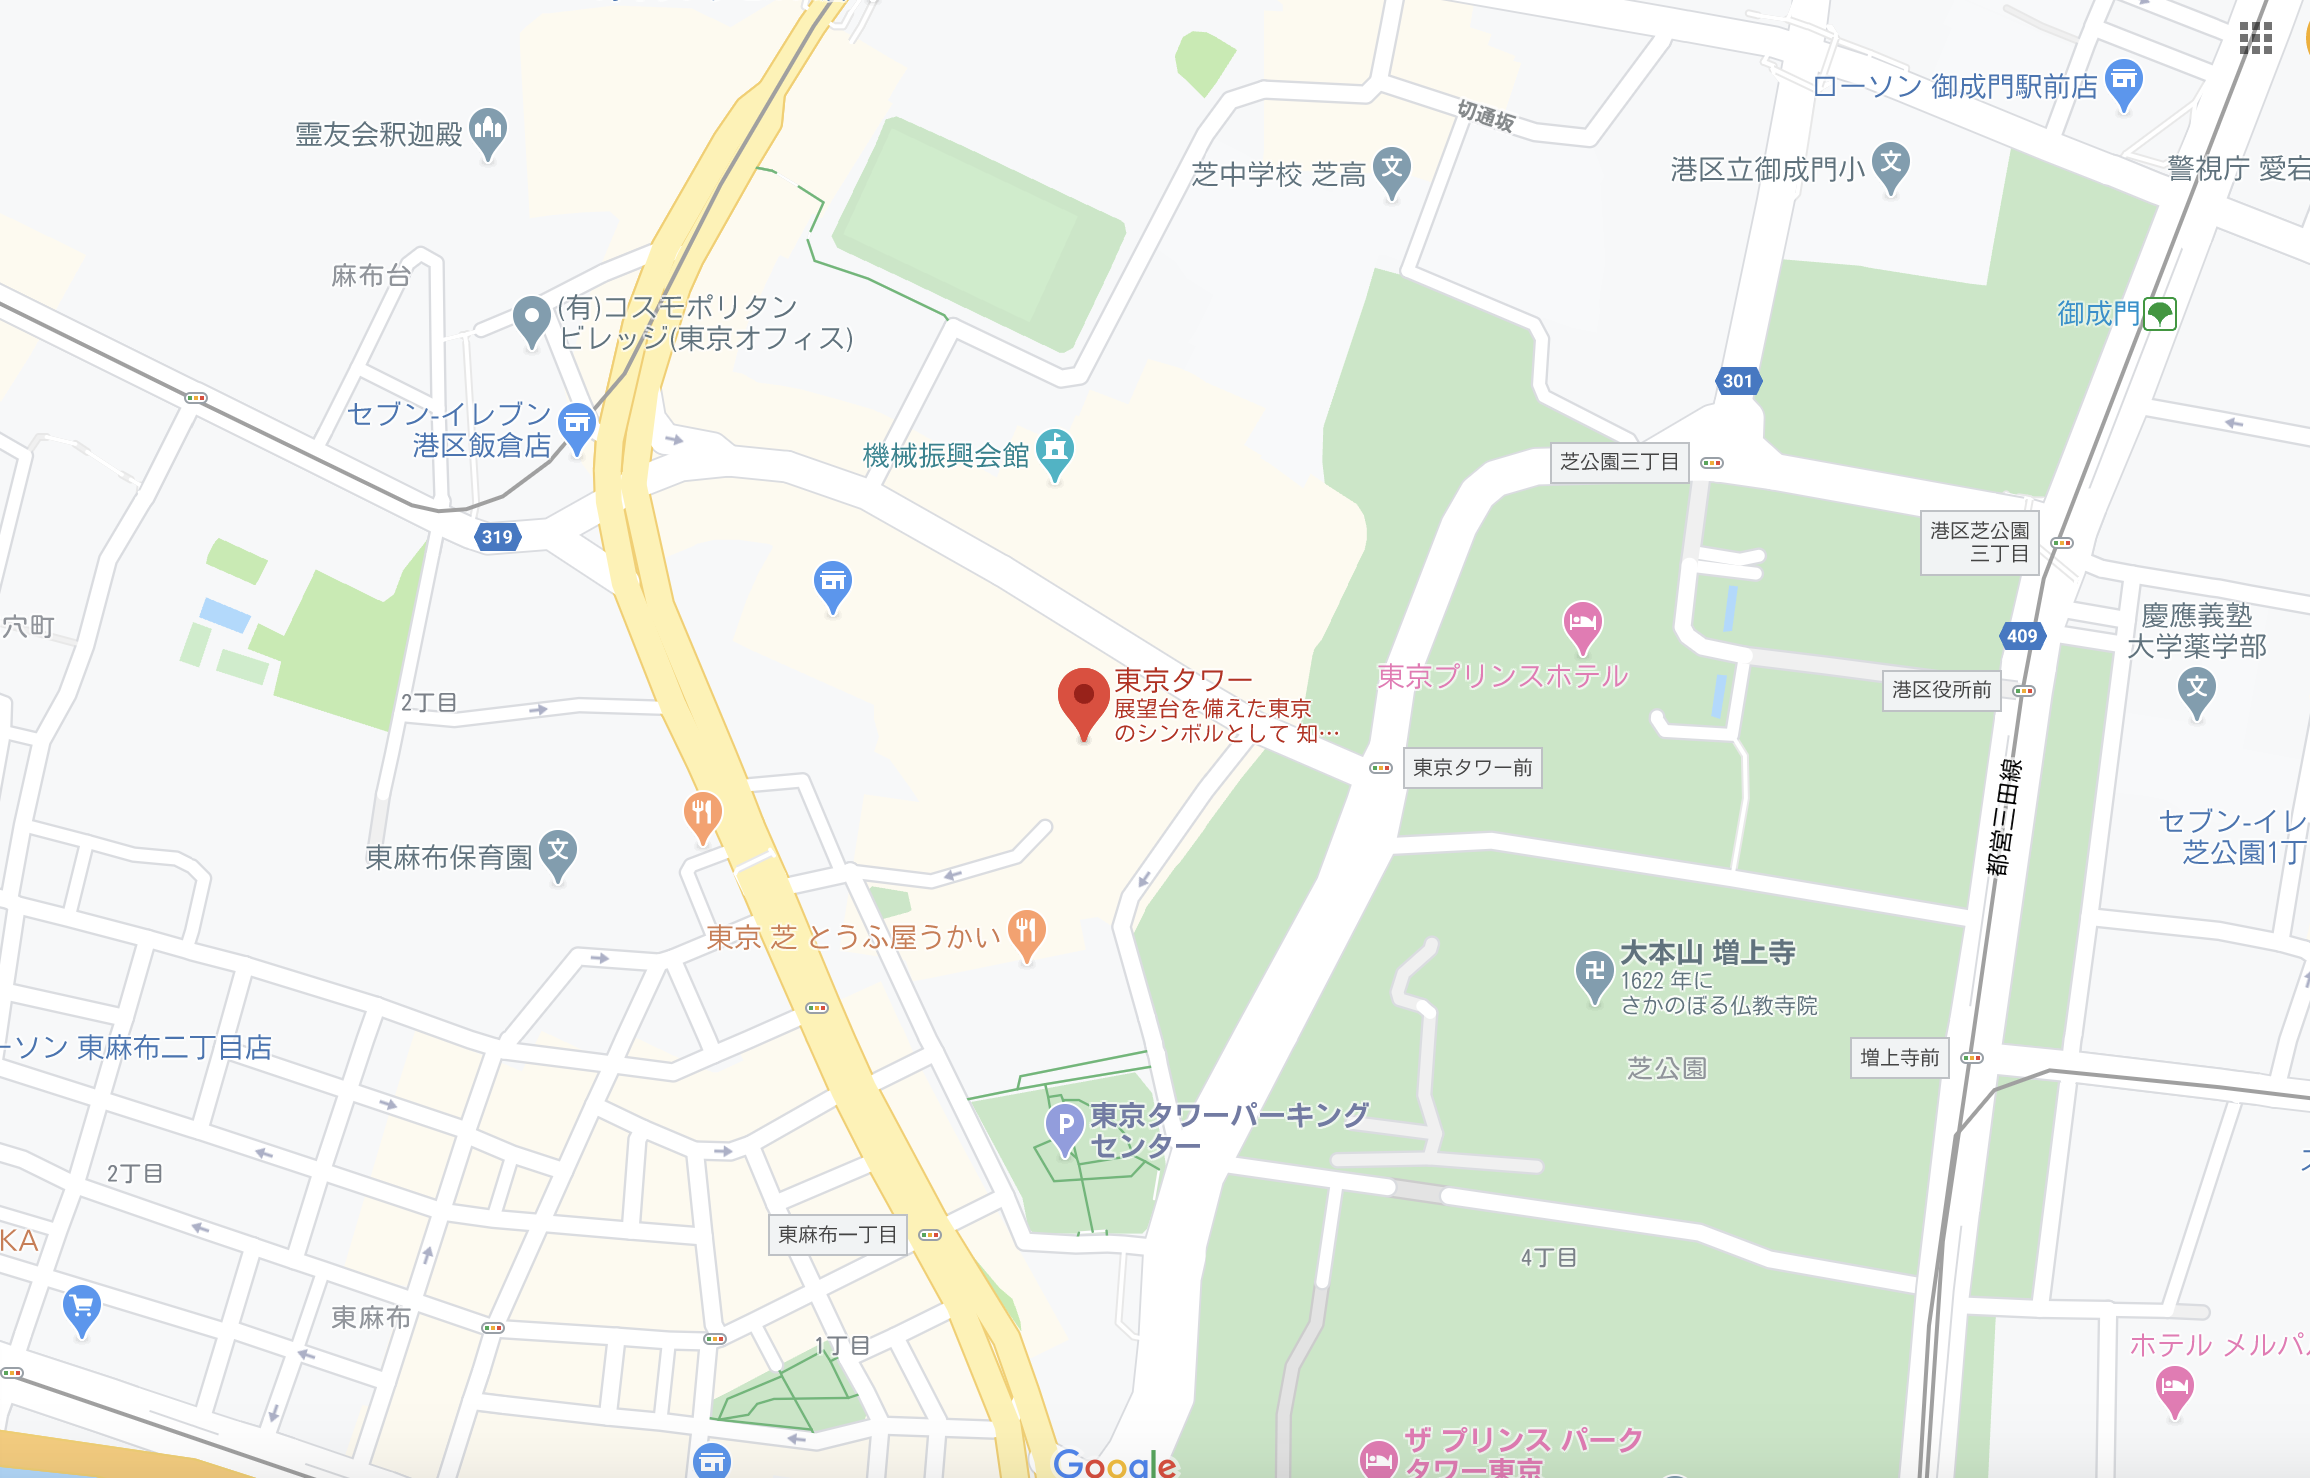 ローソン 御成門駅前店
切通坂
霊友会釈迦殿
芝中学校 芝高
港区立御成門小
警視庁 愛宕
麻布台
(有)コスモポリタン
ビレッジ(東京オフィス)
御成門
301
セブン-イレブン
港区飯倉店
機械振興会館
芝公園三丁目
319
港区芝公園
三丁目
穴町
409
慶應義塾
大学薬学部
東京タワー
展望台を備えた東京
のシンボルとして 知…
東京プリンスホテル
港区役所前
2丁目
東京タワー前
都営三田線
セブン-イレ
芝公園1丁
東麻布保育園
東京 芝 とうふ屋うかい
大本山 増上寺
1622 年に
さかのぼる仏教寺院
ーソン 東麻布二丁目店
芝公園
増上寺前
P
東京タワーパーキング
センター
2丁目
KA
東麻布一丁目
4丁目
東麻布
1丁目
ホテル メルパル
ザ プリンス パーク
タワー東京
Google